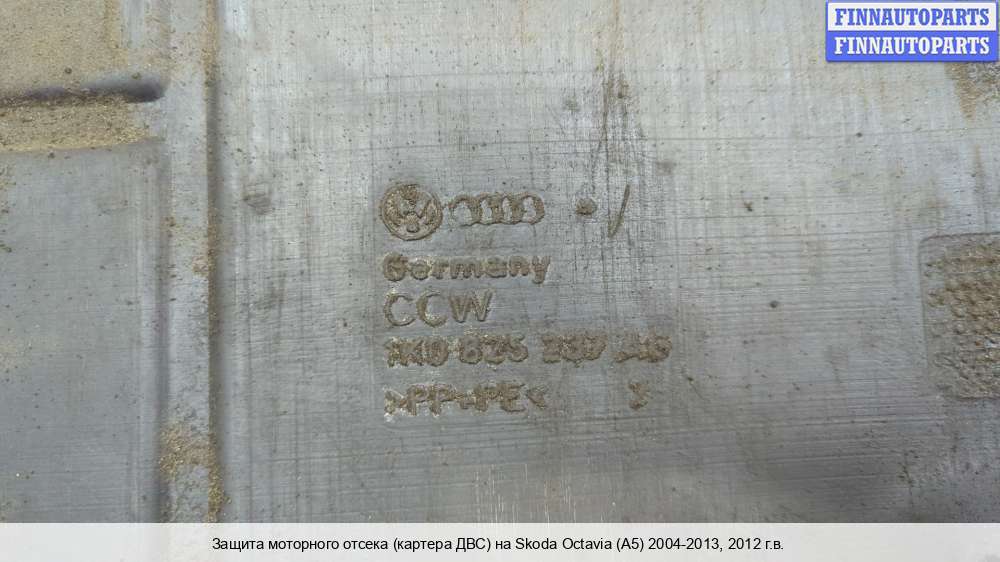 FINNAUTOPARTS
FINNAUTOPARTS
Germany
CCW
1K0 825 237
>PP+PE<
Защита моторного отсека (картера ДВС) на Skoda Octavia (A5) 2004-2013, 2012 г.в.